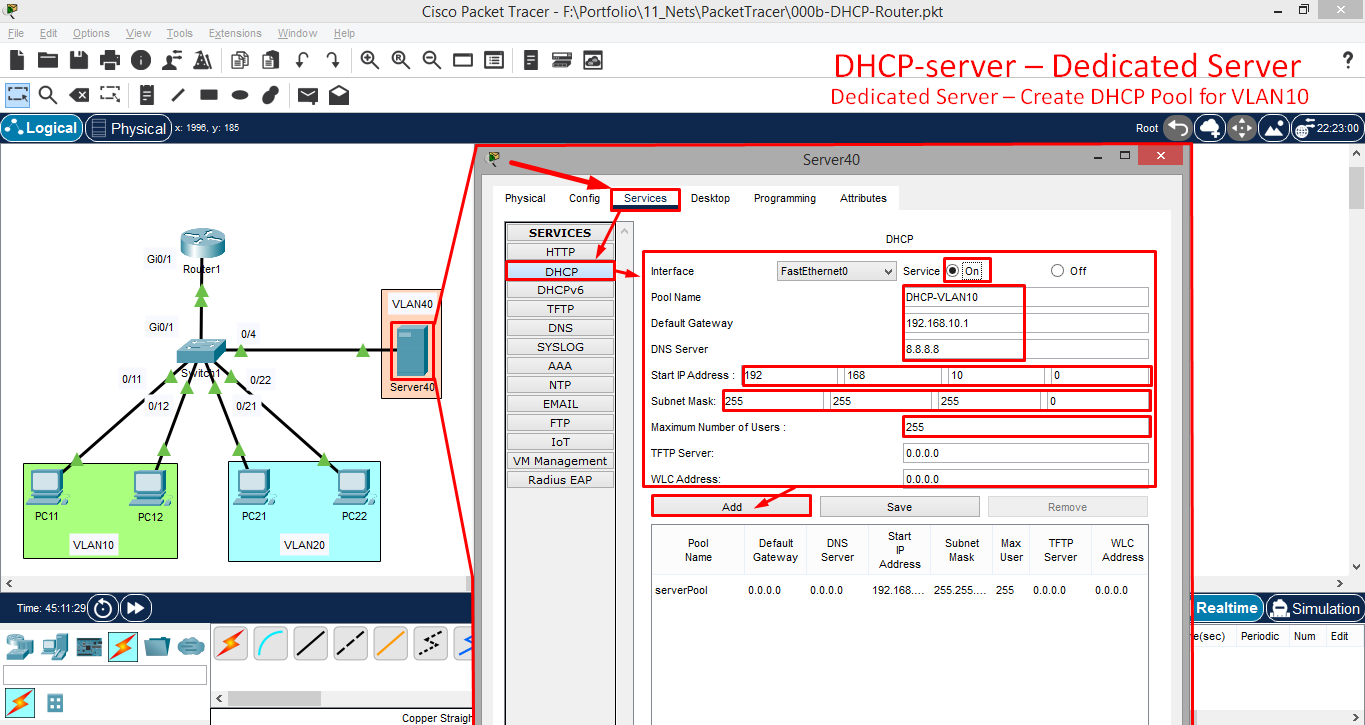 Cisco Packet Tracer - F:\Portfolio\11_Nets\PacketTracer\000b-DHCP-Router.pkt
File Edit Options View Tools Extensions Window Help
DHCP-server – Dedicated Server
?
Dedicated Server – Create DHCP Pool for VLAN10
Logical Physical x: 1996, y: 185 Root 22:23:00
Server40
Physical Config Services Desktop Programming Attributes
SERVICES
HTTP
DHCP
DHCPv6
TFTP
DNS
SYSLOG
AAA
NTP
EMAIL
FTP
IoT
VM Management
Radius EAP
DHCP
Interface FastEthernet0 Service On Off
Pool Name DHCP-VLAN10
Default Gateway 192.168.10.1
DNS Server 8.8.8.8
Start IP Address : 192 168 10 0
Subnet Mask: 255 255 255 0
Maximum Number of Users : 255
TFTP Server: 0.0.0.0
WLC Address: 0.0.0.0
Add Save Remove
Pool Name Default Gateway DNS Server Start IP Address Subnet Mask Max User TFTP Server WLC Address
serverPool 0.0.0.0 0.0.0.0 192.168.... 255.255.... 255 0.0.0.0 0.0.0.0
Gi0/1
Router1
VLAN40
Gi0/1
0/4
Switch1
Server40
0/11 0/22
0/12 0/21
PC11 PC12 PC21 PC22
VLAN10 VLAN20
Time: 45:11:29 Realtime Simulation
e(sec) Periodic Num Edit
Copper Straigh